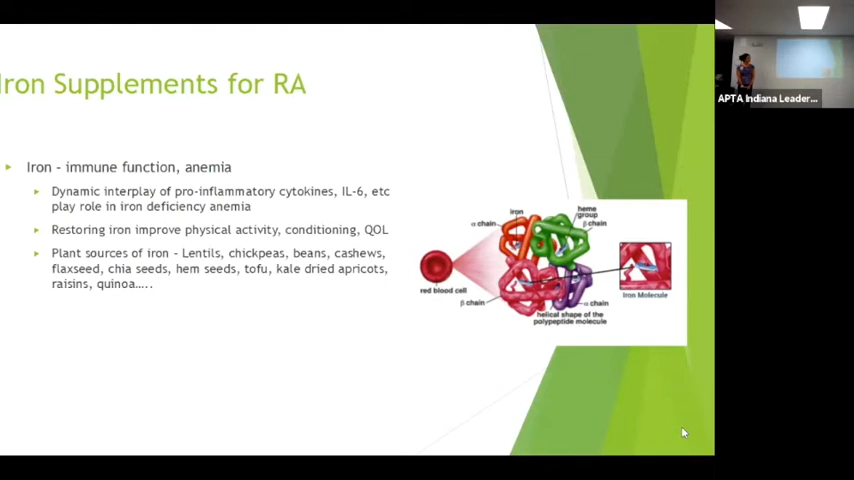 Iron Supplements for RA
APTA Indiana Leader...
Iron - immune function, anemia
Dynamic interplay of pro-inflammatory cytokines, IL-6, etc
play role in iron deficiency anemia
Restoring iron improve physical activity, conditioning, QOL
Plant sources of iron - Lentils, chickpeas, beans, cashews,
flaxseed, chia seeds, hem seeds, tofu, kale dried apricots,
raisins, quinoa.....
iron
heme
group
α chain
β chain
red blood cell
Iron Molecule
β chain
α chain
helical shape of the
polypeptide molecule